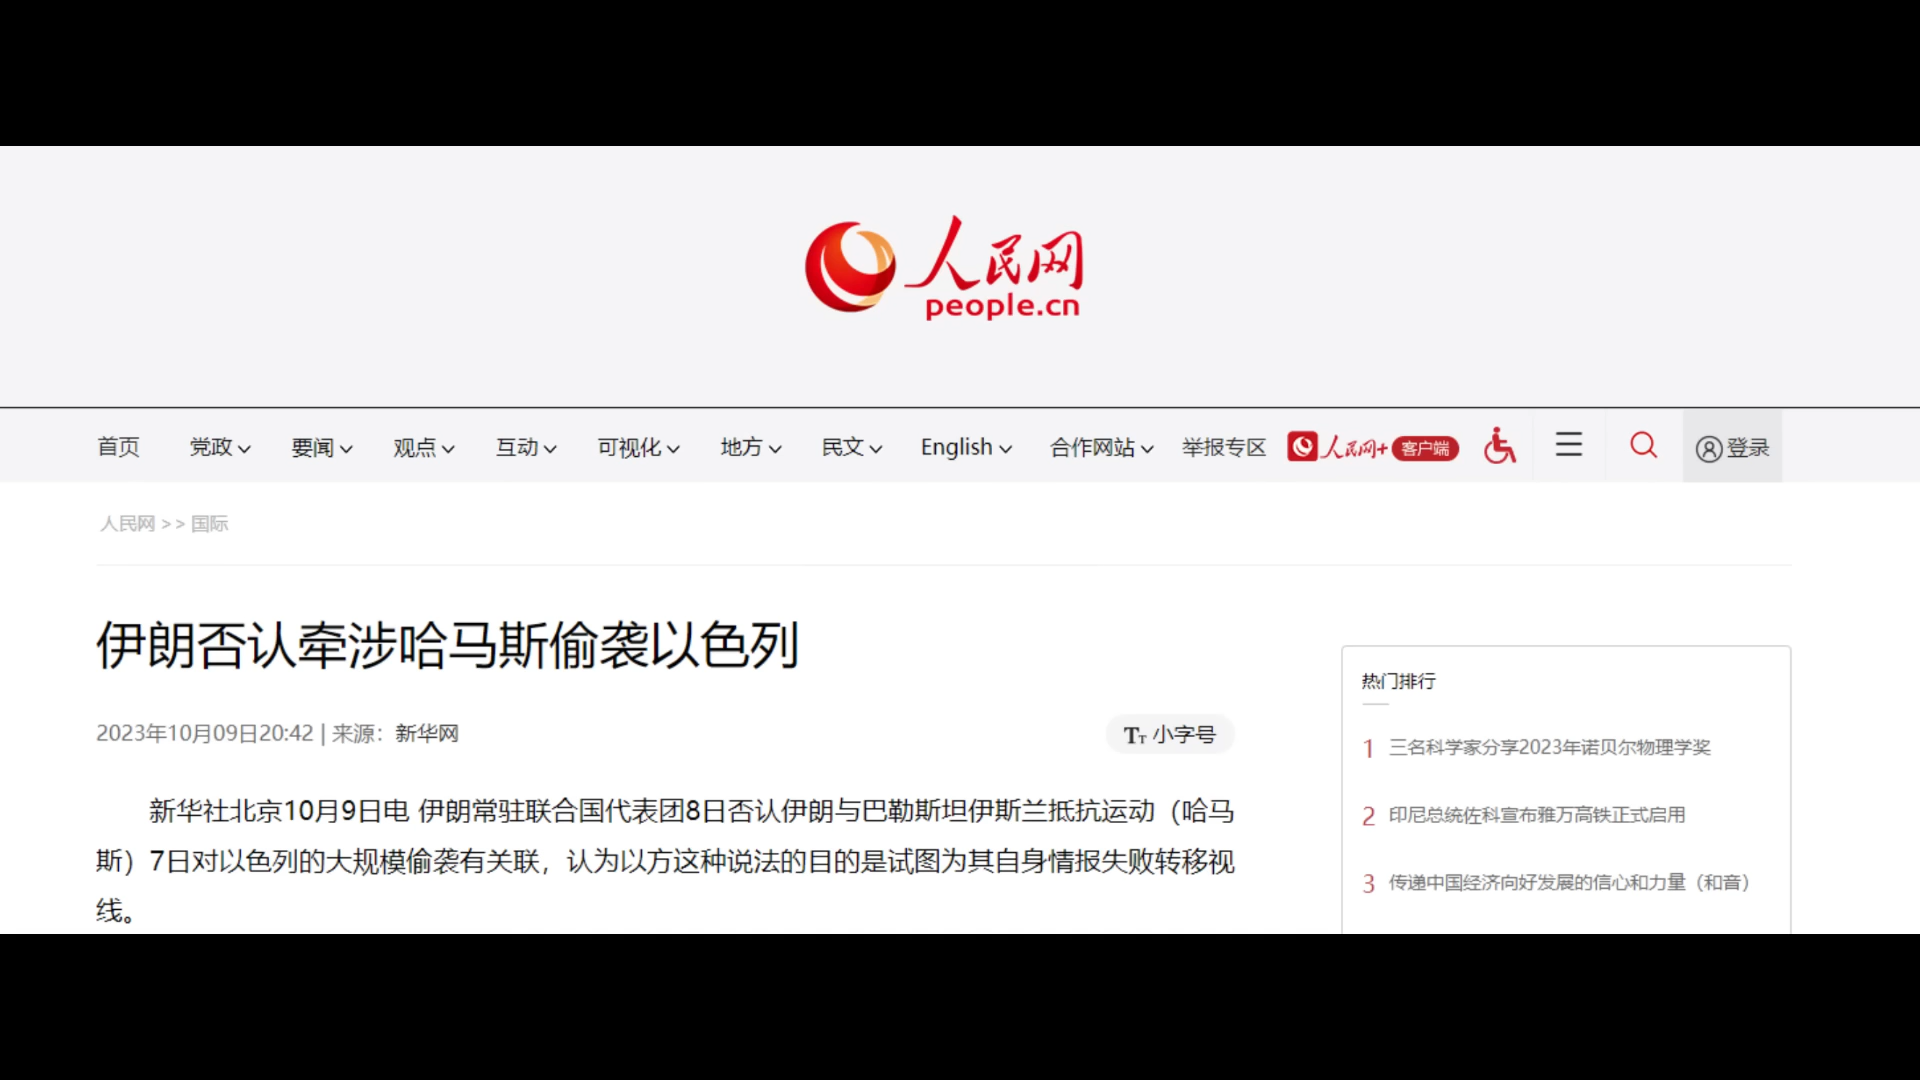 人民网
people.cn
首页 党政 要闻 观点 互动 可视化 地方 民文 English 合作网站 举报专区 人民网+ 客户端 登录
人民网 >> 国际
伊朗否认牵涉哈马斯偷袭以色列
2023年10月09日20:42 | 来源：新华网
TT 小字号
新华社北京10月9日电 伊朗常驻联合国代表团8日否认伊朗与巴勒斯坦伊斯兰抵抗运动（哈马
斯）7日对以色列的大规模偷袭有关联，认为以方这种说法的目的是试图为其自身情报失败转移视
线。
热门排行
1 三名科学家分享2023年诺贝尔物理学奖
2 印尼总统佐科宣布雅万高铁正式启用
3 传递中国经济向好发展的信心和力量（和音）